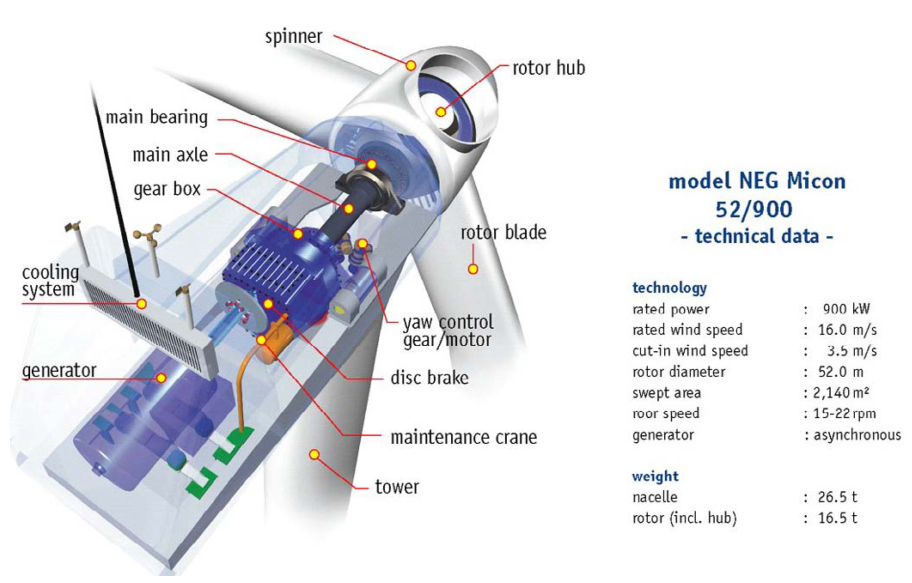 spinner
rotor hub
main bearing
main axle
gear box
rotor blade
cooling
system
yaw control
gear/motor
generator
disc brake
maintenance crane
tower
model NEG Micon
52/900
- technical data -
technology
rated power : 900 kW
rated wind speed : 16.0 m/s
cut-in wind speed : 3.5 m/s
rotor diameter : 52.0 m
swept area : 2,140 m²
roor speed : 15-22 rpm
generator : asynchronous
weight
nacelle : 26.5 t
rotor (incl. hub) : 16.5 t